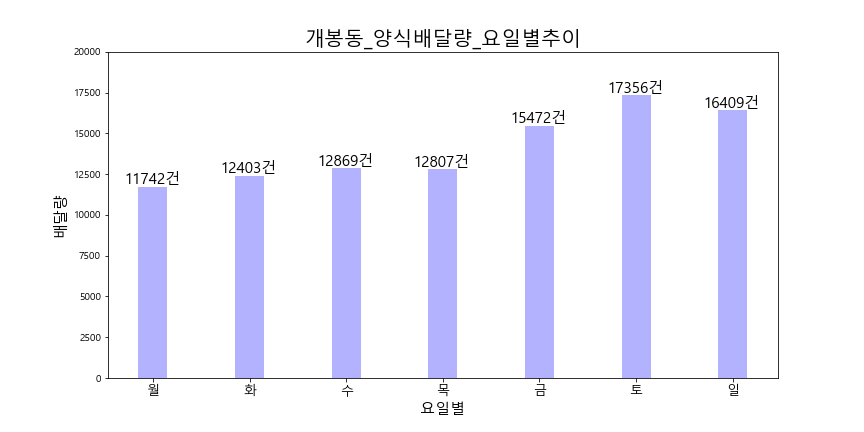 개봉동_양식배달량_요일별추이
20000
17500
15000
12500
10000
7500
5000
2500
0
배달량
11742건
12403건
12869건
12807건
15472건
17356건
16409건
월 화 수 목 금 토 일
요일별